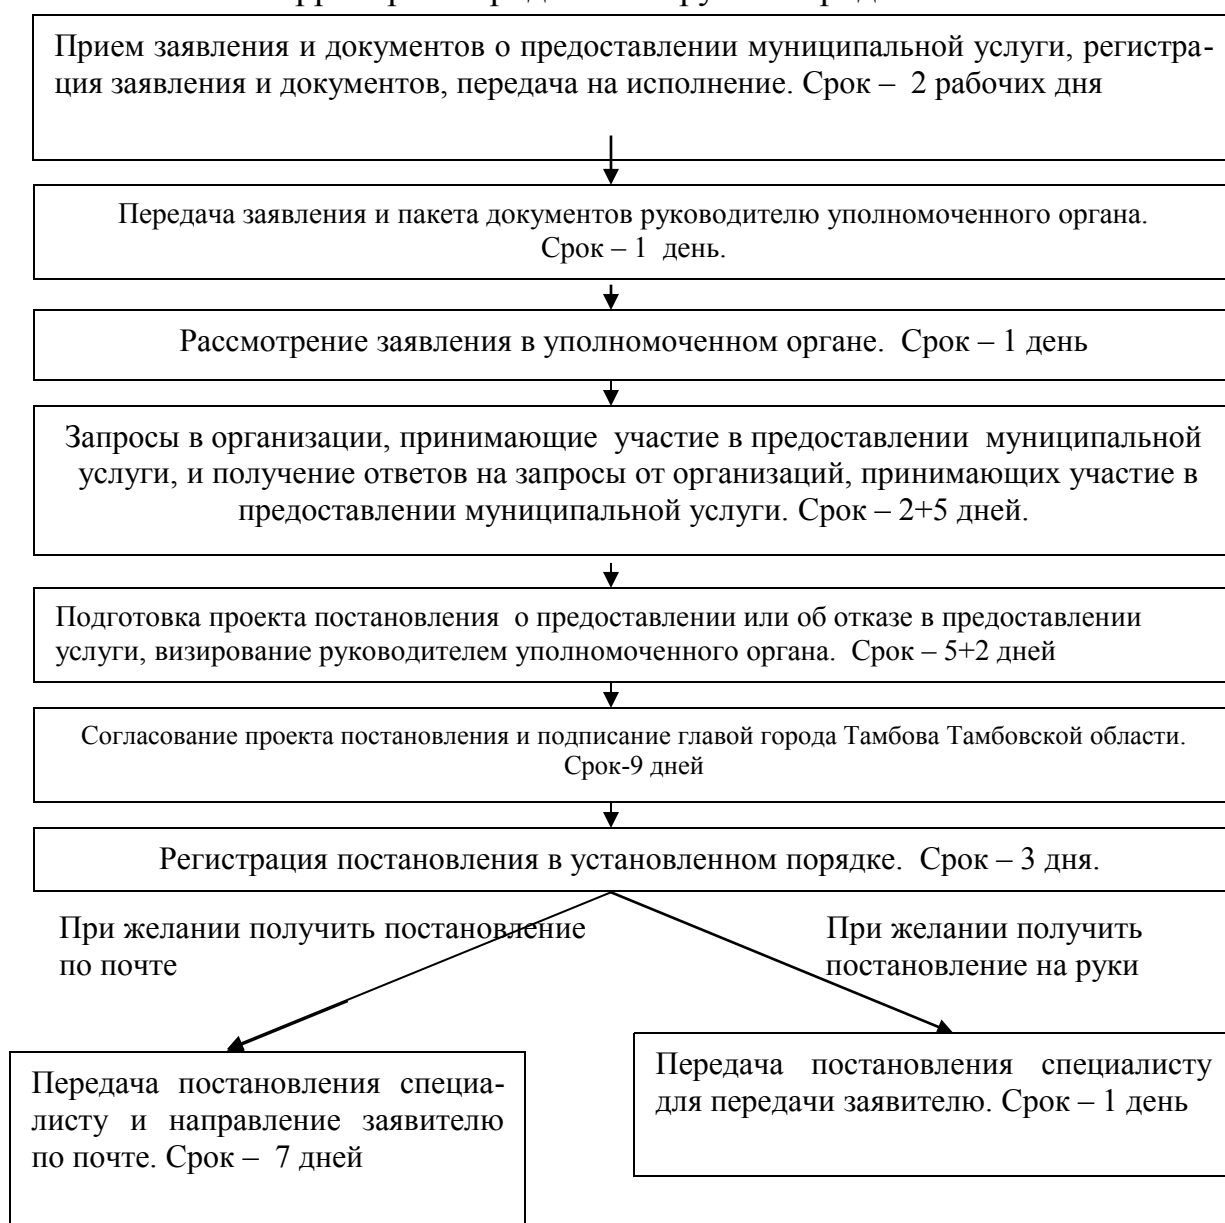 Прием заявления и документов о предоставлении муниципальной услуги, регистра-
ция заявления и документов, передача на исполнение. Срок – 2 рабочих дня
Передача заявления и пакета документов руководителю уполномоченного органа.
Срок – 1 день.
Рассмотрение заявления в уполномоченном органе. Срок – 1 день
Запросы в организации, принимающие участие в предоставлении муниципальной
услуги, и получение ответов на запросы от организаций, принимающих участие в
предоставлении муниципальной услуги. Срок – 2+5 дней.
Подготовка проекта постановления о предоставлении или об отказе в предоставлении
услуги, визирование руководителем уполномоченного органа. Срок – 5+2 дней
Согласование проекта постановления и подписание главой города Тамбова Тамбовской области.
Срок-9 дней
Регистрация постановления в установленном порядке. Срок – 3 дня.
При желании получить постановление
по почте
При желании получить
постановление на руки
Передача постановления специа-
листу и направление заявителю
по почте. Срок – 7 дней
Передача постановления специалисту
для передачи заявителю. Срок – 1 день